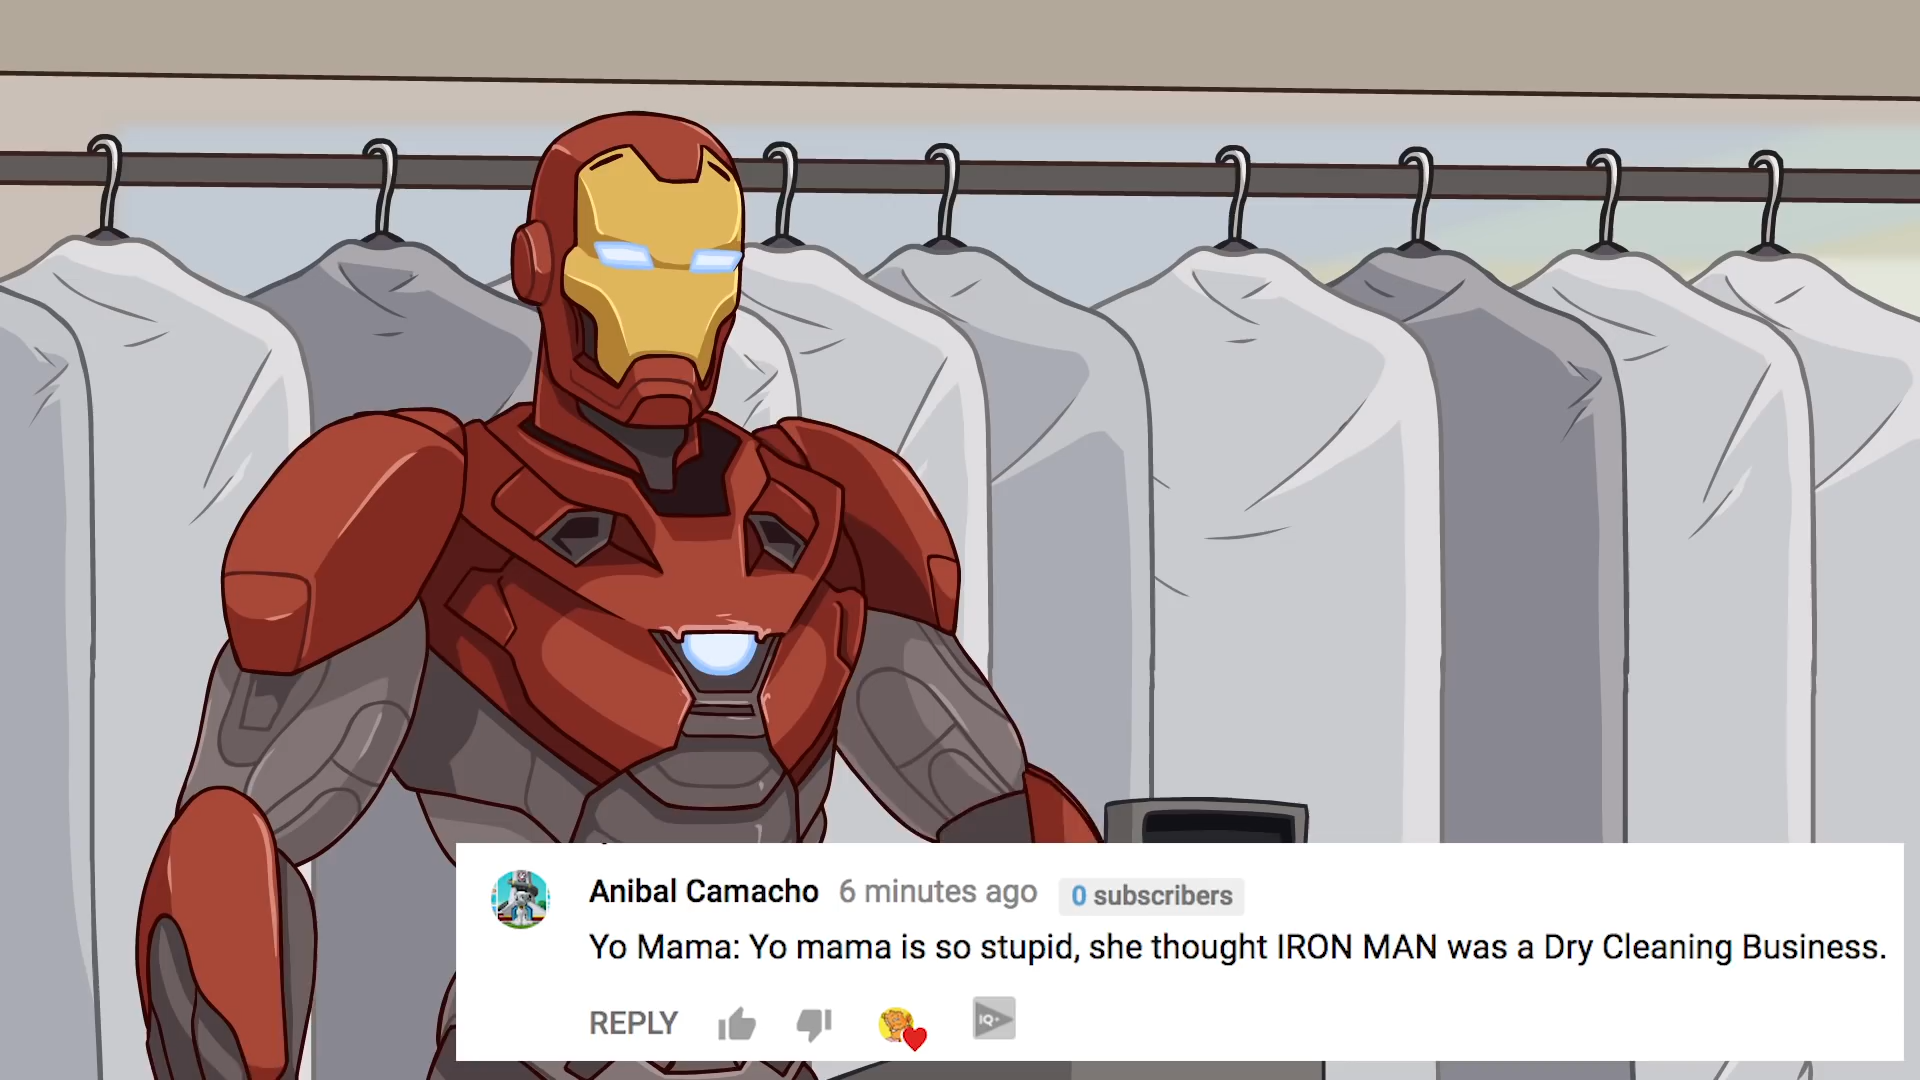 Anibal Camacho 6 minutes ago 0 subscribers
Yo Mama: Yo mama is so stupid, she thought IRON MAN was a Dry Cleaning Business.
REPLY IQ